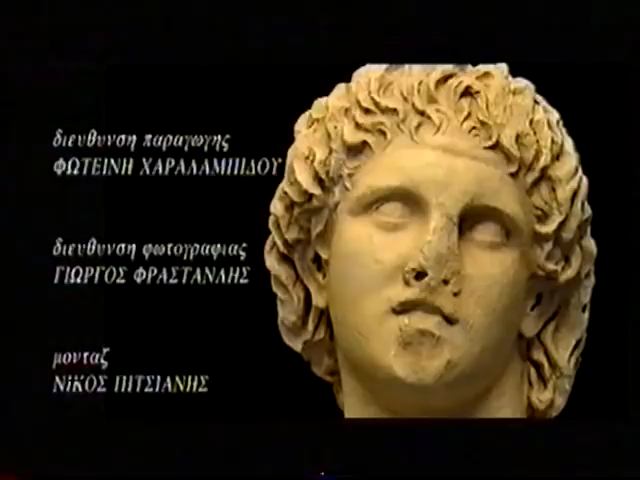 διευθυνση παραγωγης
ΦΩΤΕΙΝΗ ΧΑΡΑΛΑΜΠΙΔΟΥ
διευθυνση φωτογραφιας
ΓΙΩΡΓΟΣ ΦΡΑΣΤΑΝΛΗΣ
μονταζ
ΝΙΚΟΣ ΠΙΤΣΙΑΝΗΣ